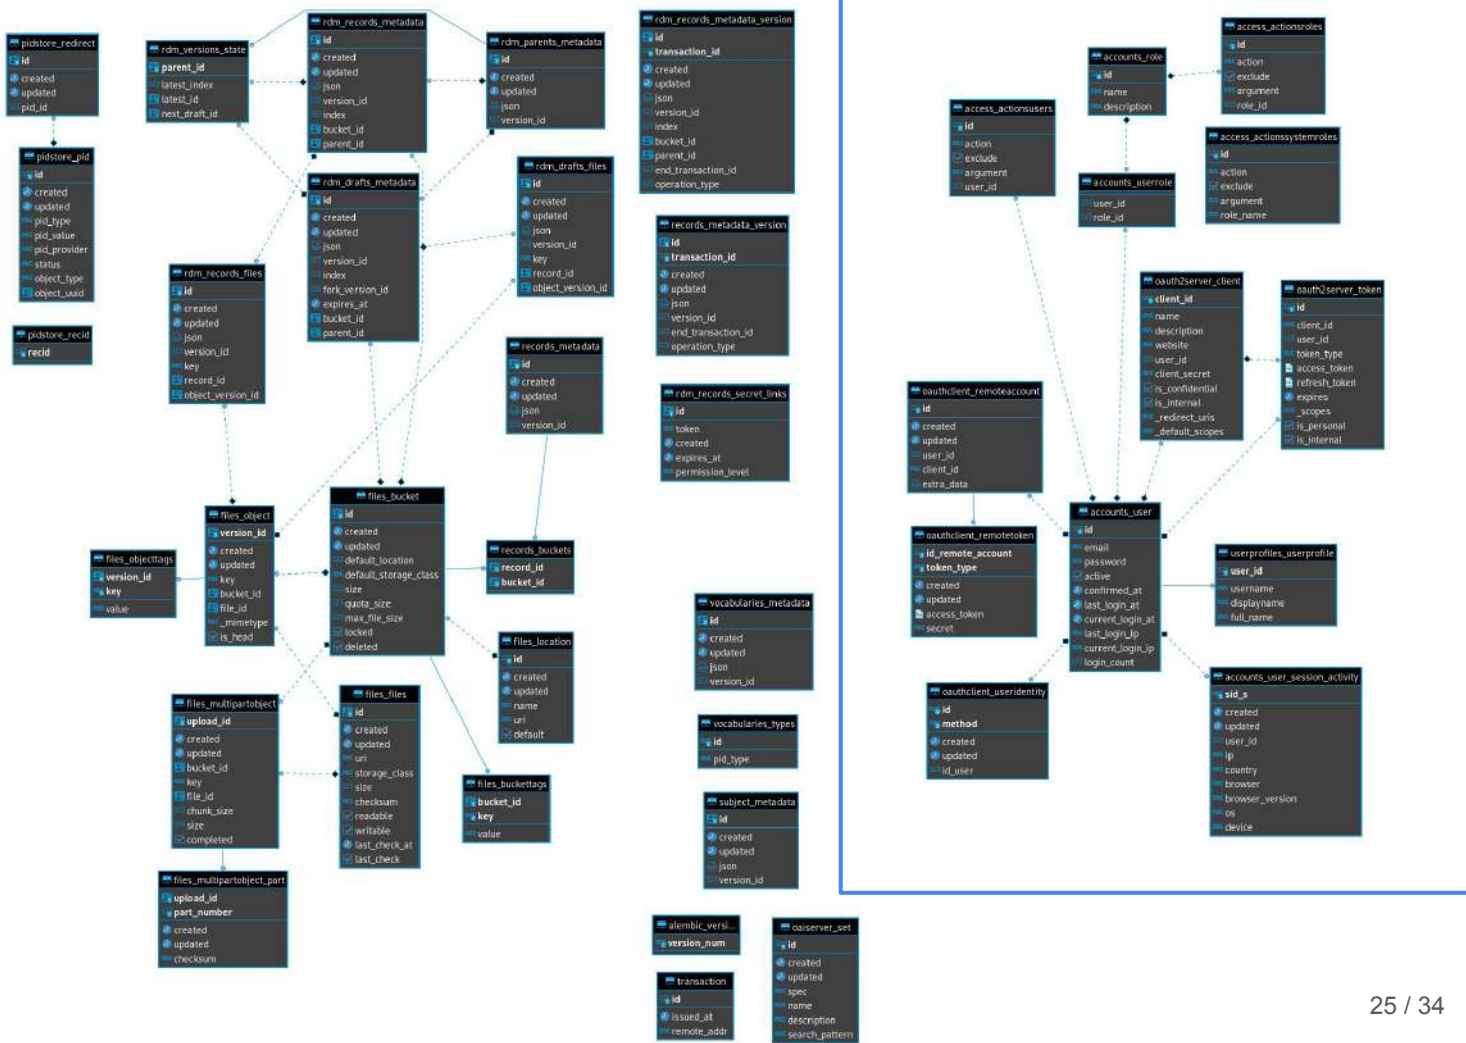 pidstore_redirect
id
created
updated
pid_id
pidstore_pid
id
created
updated
pid_type
pid_value
pid_provider
status
object_type
object_uuid
pidstore_recid
recid
rdm_versions_state
parent_id
latest_index
latest_id
next_draft_id
rdm_records_metadata
id
created
updated
json
version_id
index
bucket_id
parent_id
rdm_parents_metadata
id
created
updated
json
version_id
rdm_drafts_metadata
id
created
updated
json
version_id
index
fork_version_id
expires_at
bucket_id
parent_id
rdm_drafts_files
id
created
updated
json
version_id
key
record_id
object_version_id
rdm_records_files
id
created
updated
json
version_id
key
record_id
object_version_id
records_metadata
id
created
updated
json
version_id
files_object
version_id
created
updated
key
bucket_id
file_id
_mimetype
is_head
files_objecttags
version_id
key
value
files_bucket
id
created
updated
default_location
default_storage_class
size
quota_size
max_file_size
locked
deleted
records_buckets
record_id
bucket_id
files_location
id
created
updated
name
uri
default
files_multipartobject
upload_id
created
updated
bucket_id
key
file_id
chunk_size
size
completed
files_files
id
created
updated
uri
storage_class
size
checksum
readable
writable
last_check_at
last_check
files_buckettags
bucket_id
key
value
files_multipartobject_part
upload_id
part_number
created
updated
checksum
rdm_records_metadata_version
id
transaction_id
created
updated
json
version_id
index
bucket_id
parent_id
end_transaction_id
operation_type
records_metadata_version
id
transaction_id
created
updated
json
version_id
end_transaction_id
operation_type
rdm_records_secret_links
id
token
created
expires_at
permission_level
vocabularies_metadata
id
created
updated
json
version_id
vocabularies_types
id
pid_type
subject_metadata
id
created
updated
json
version_id
alembic_versi...
version_num
transaction
id
issued_at
remote_addr
oaiserver_set
id
created
updated
spec
name
description
search_pattern
access_actionsroles
id
action
exclude
argument
role_id
accounts_role
id
name
description
access_actionsusers
id
action
exclude
argument
user_id
access_actionssystemroles
id
action
exclude
argument
role_name
accounts_userrole
user_id
role_id
oauth2server_client
client_id
name
description
website
user_id
client_secret
is_confidential
is_internal
_redirect_uris
_default_scopes
oauth2server_token
id
client_id
user_id
token_type
access_token
refresh_token
expires
_scopes
is_personal
is_internal
oauthclient_remoteaccount
id
created
updated
user_id
client_id
extra_data
oauthclient_remotetoken
id_remote_account
token_type
created
updated
access_token
secret
accounts_user
id
email
password
active
confirmed_at
last_login_at
current_login_at
last_login_ip
current_login_ip
login_count
userprofiles_userprofile
user_id
username
displayname
full_name
oauthclient_useridentity
id
method
created
updated
id_user
accounts_user_session_activity
sid_s
created
updated
user_id
ip
country
browser
browser_version
os
device
25 / 34